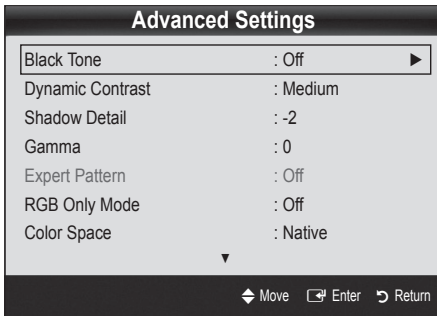 Advanced Settings
Black Tone : Off ►
Dynamic Contrast : Medium
Shadow Detail : -2
Gamma : 0
Expert Pattern : Off
RGB Only Mode : Off
Color Space : Native
▼
Move Enter Return